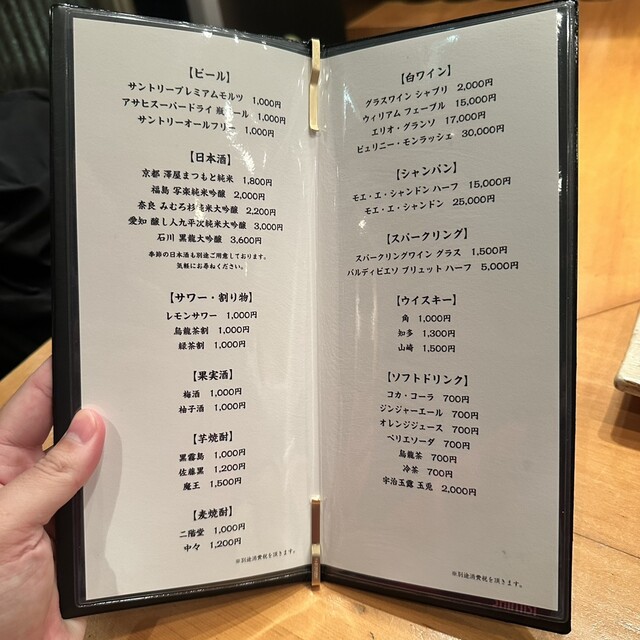 【ビール】
サントリープレミアムモルツ 1,000円
アサヒスーパードライ 瓶ビール 1,000円
サントリーオールフリー 1,000円
【日本酒】
京都 澤屋まつもと純米 1,800円
福島 写楽純米吟醸 2,000円
奈良 みむろ杉純米大吟醸 2,200円
愛知 醸し人九平次純米大吟醸 3,000円
石川 黒龍大吟醸 3,600円
季節の日本酒も別途ご用意しております。
気軽にお尋ねください。
【サワー・割り物】
レモンサワー 1,000円
烏龍茶割 1,000円
緑茶割 1,000円
【果実酒】
梅酒 1,000円
柚子酒 1,000円
【芋焼酎】
黒霧島 1,000円
佐藤黒 1,200円
魔王 1,500円
【麦焼酎】
二階堂 1,000円
中々 1,200円
※別途消費税を頂きます。
【白ワイン】
グラスワイン シャブリ 2,000円
ウィリアム フェーブル 15,000円
エリオ・グランソ 17,000円
ピュリニー・モンラッシェ 30,000円
【シャンパン】
モエ・エ・シャンドン ハーフ 15,000円
モエ・エ・シャンドン 25,000円
【スパークリング】
スパークリングワイン グラス 1,500円
バルディビエソ ブリュット ハーフ 5,000円
【ウイスキー】
角 1,000円
知多 1,300円
山崎 1,500円
【ソフトドリンク】
コカ・コーラ 700円
ジンジャーエール 700円
オレンジジュース 700円
ペリエソーダ 700円
烏龍茶 700円
冷茶 700円
宇治玉露 玉兎 2,000円
※別途消費税を頂きます。